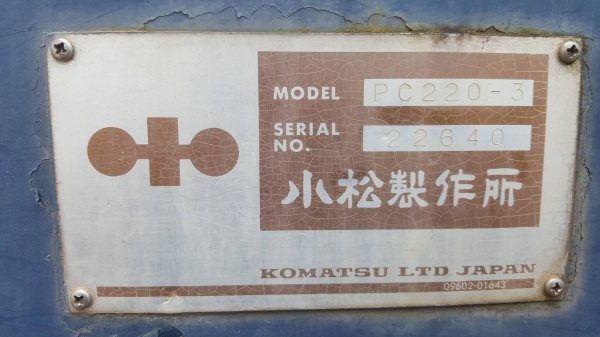 MODEL PC220-3
SERIAL NO. 22640
小松製作所
KOMATSU LTD JAPAN
09602-01643